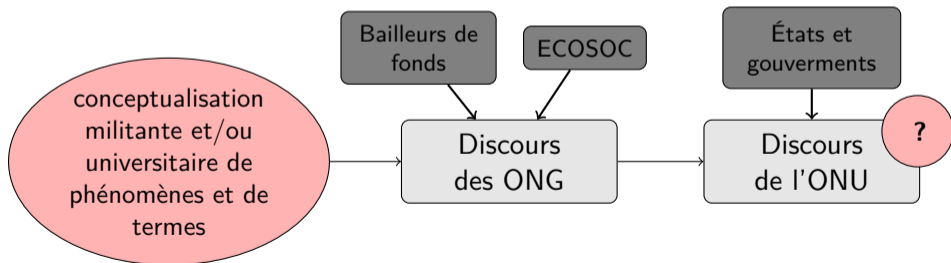 Bailleurs de
fonds
ECOSOC
États et
gouverments
conceptualisation
militante et/ou
universitaire de
phénomènes et de
termes
Discours
des ONG
Discours
de l'ONU
?